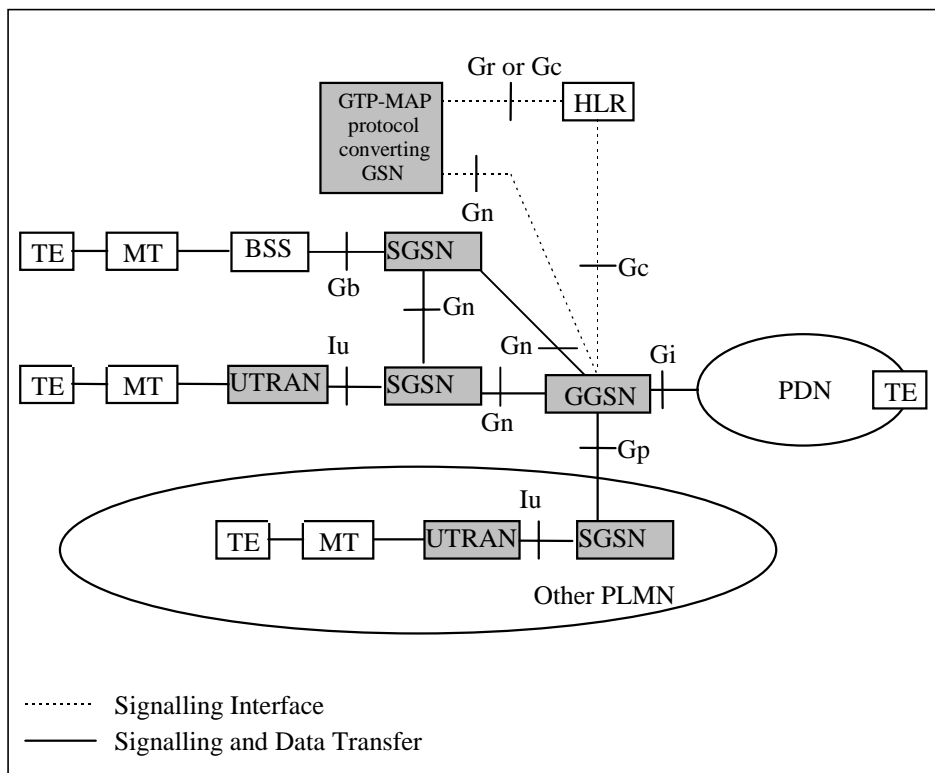 Gr or Gc
GTP-MAP
protocol
converting
GSN
HLR
Gn
TE
MT
BSS
SGSN
Gb
Gn
Gc
Gn
TE
MT
UTRAN
Iu
SGSN
Gn
GGSN
Gi
PDN
TE
Gp
TE
MT
UTRAN
Iu
SGSN
Other PLMN
Signalling Interface
Signalling and Data Transfer